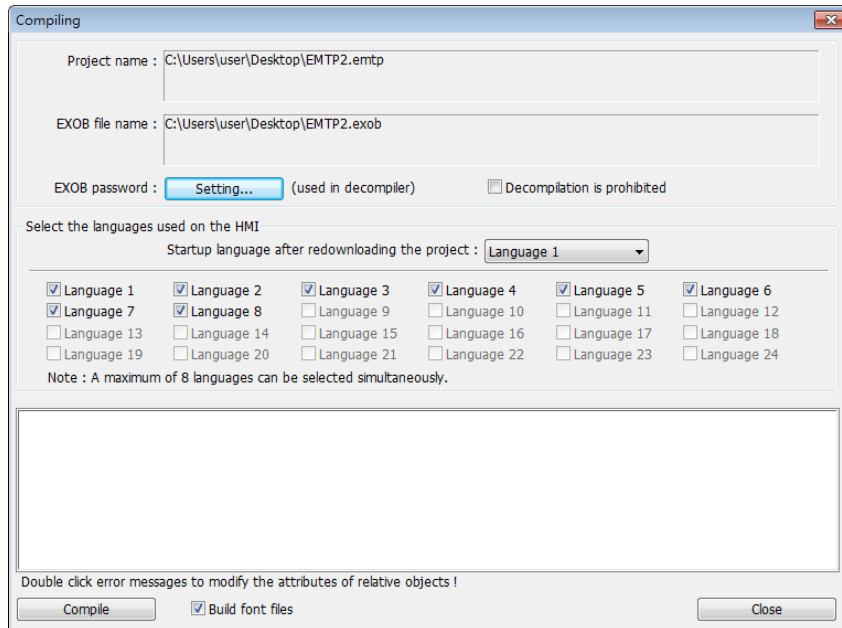 Compiling
Project name : C:\Users\user\Desktop\EMTP2.emtp
EXOB file name : C:\Users\user\Desktop\EMTP2.exob
EXOB password : Setting... (used in decompiler) Decompilation is prohibited
Select the languages used on the HMI
Startup language after redownloading the project : Language 1
Language 1 Language 2 Language 3 Language 4 Language 5 Language 6
Language 7 Language 8 Language 9 Language 10 Language 11 Language 12
Language 13 Language 14 Language 15 Language 16 Language 17 Language 18
Language 19 Language 20 Language 21 Language 22 Language 23 Language 24
Note : A maximum of 8 languages can be selected simultaneously.
Double click error messages to modify the attributes of relative objects !
Compile Build font files Close